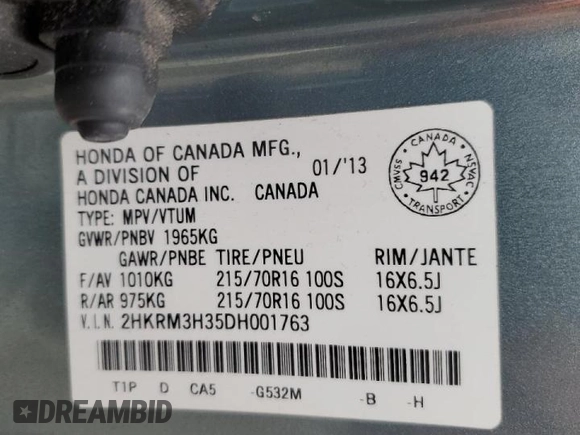 HONDA OF CANADA MFG.,
A DIVISION OF 01/'13
HONDA CANADA INC. CANADA
TYPE: MPV/VTUM
GVWR/PNBV 1965KG
GAWR/PNBE TIRE/PNEU RIM/JANTE
F/AV 1010KG 215/70R16 100S 16X6.5J
R/AR 975KG 215/70R16 100S 16X6.5J
V.I.N. 2HKRM3H35DH001763
T1P D CA5 -G532M -B -H
CANADA
CMVSS 942 NSVAC
TRANSPORT
DREAMBID